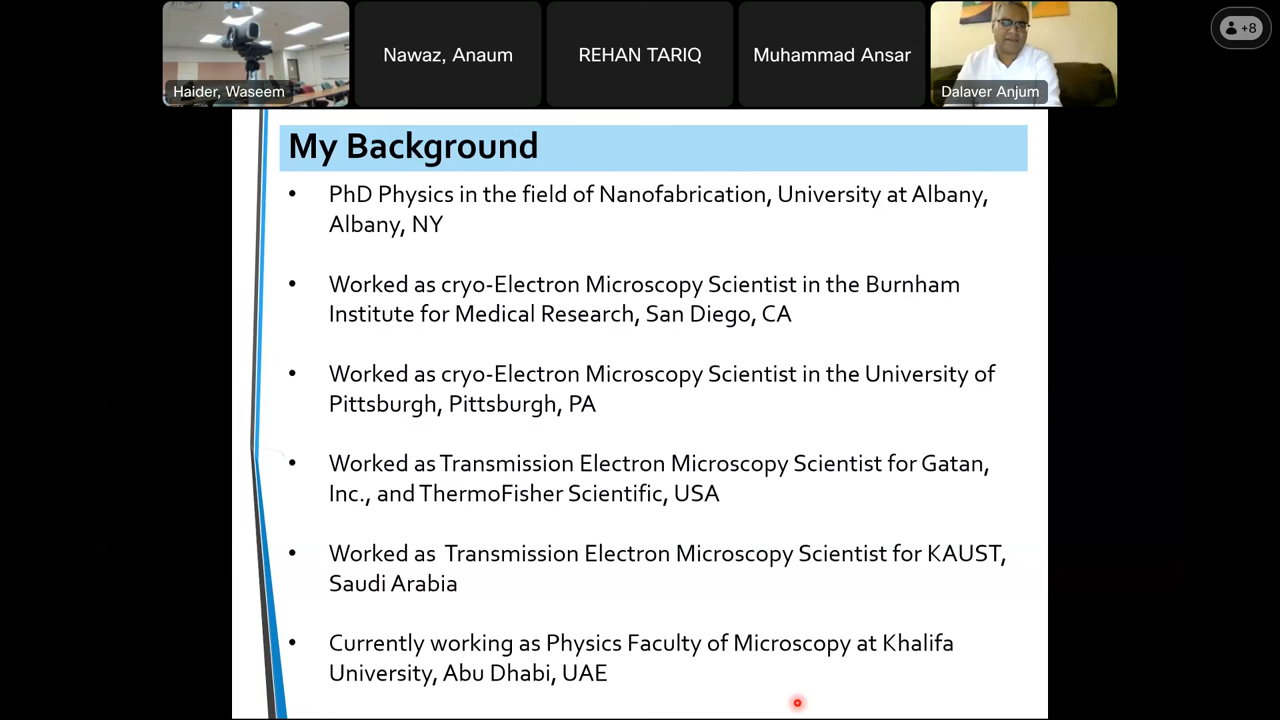 Haider, Waseem
Nawaz, Anaum
REHAN TARIQ
Muhammad Ansar
Dalaver Anjum
+8
My Background
• PhD Physics in the field of Nanofabrication, University at Albany,
Albany, NY
• Worked as cryo-Electron Microscopy Scientist in the Burnham
Institute for Medical Research, San Diego, CA
• Worked as cryo-Electron Microscopy Scientist in the University of
Pittsburgh, Pittsburgh, PA
• Worked as Transmission Electron Microscopy Scientist for Gatan,
Inc., and ThermoFisher Scientific, USA
• Worked as Transmission Electron Microscopy Scientist for KAUST,
Saudi Arabia
• Currently working as Physics Faculty of Microscopy at Khalifa
University, Abu Dhabi, UAE